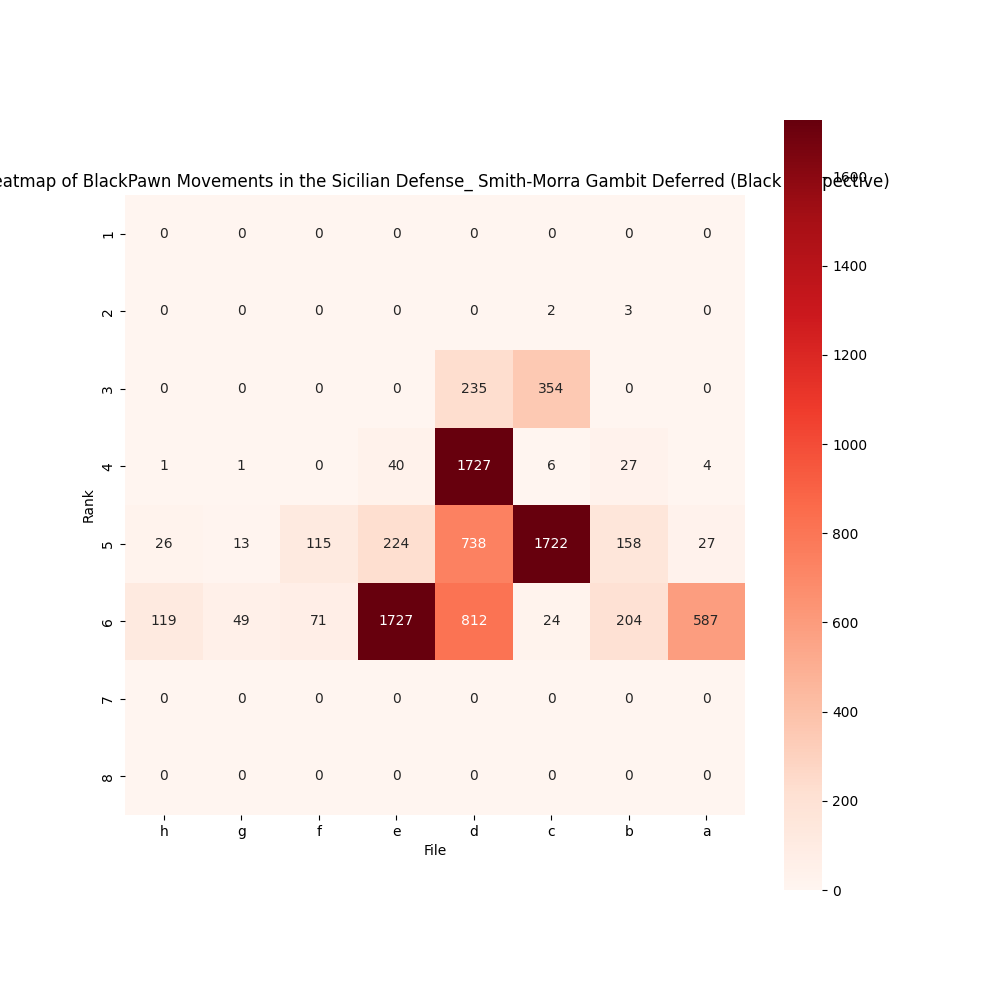 eatmap of BlackPawn Movements in the Sicilian Defense_ Smith-Morra Gambit Deferred (Black pective)
1600
1400
1200
1000
800
600
400
200
0
Rank
1 0 0 0 0 0 0 0 0
2 0 0 0 0 0 2 3 0
3 0 0 0 0 235 354 0 0
4 1 1 0 40 1727 6 27 4
5 26 13 115 224 738 1722 158 27
6 119 49 71 1727 812 24 204 587
7 0 0 0 0 0 0 0 0
8 0 0 0 0 0 0 0 0
h g f e d c b a
File